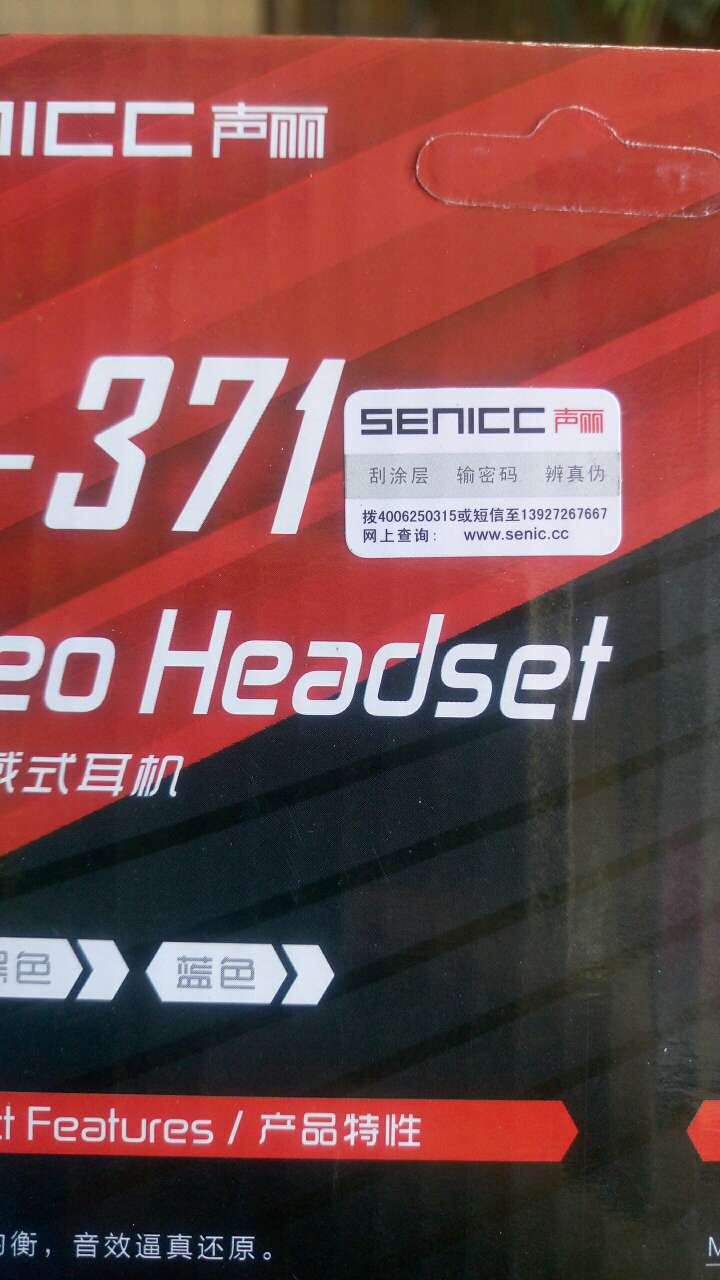 NICC 声丽
-371
SENICC 声丽
刮涂层 输密码 辨真伪
拨4006250315或短信至13927267667
网上查询: www.senic.cc
eo Headset
式耳机
色 蓝色
t Features / 产品特性
衡，音效逼真还原。
M